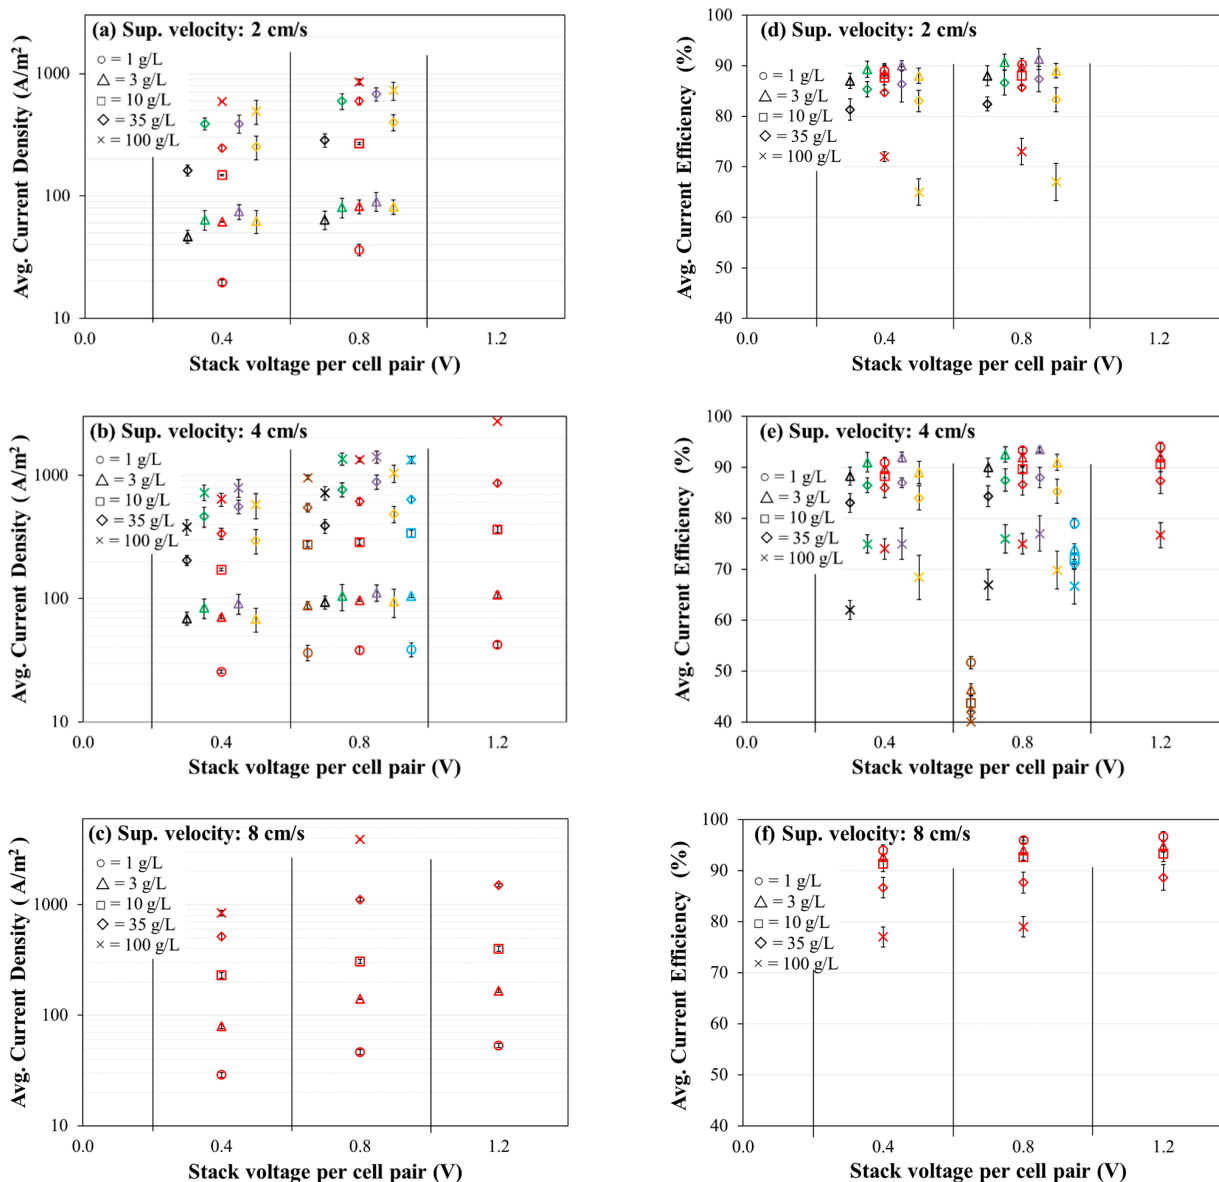 (a) Sup. velocity: 2 cm/s
○ = 1 g/L
△ = 3 g/L
□ = 10 g/L
◇ = 35 g/L
× = 100 g/L
Avg. Current Density (A/m²)
1000
100
10
0.0 0.4 0.8 1.2
Stack voltage per cell pair (V)
(d) Sup. velocity: 2 cm/s
○ = 1 g/L
△ = 3 g/L
□ = 10 g/L
◇ = 35 g/L
× = 100 g/L
Avg. Current Efficiency (%)
100
90
80
70
60
50
40
0.0 0.4 0.8 1.2
Stack voltage per cell pair (V)
(b) Sup. velocity: 4 cm/s
○ = 1 g/L
△ = 3 g/L
□ = 10 g/L
◇ = 35 g/L
× = 100 g/L
Avg. Current Density ( A/m²)
1000
100
10
0.0 0.4 0.8 1.2
Stack voltage per cell pair (V)
(e) Sup. velocity: 4 cm/s
○ = 1 g/L
△ = 3 g/L
□ = 10 g/L
◇ = 35 g/L
× = 100 g/L
Avg. Current Efficiency (%)
100
90
80
70
60
50
40
0.0 0.4 0.8 1.2
Stack voltage per cell pair (V)
(c) Sup. velocity: 8 cm/s
○ = 1 g/L
△ = 3 g/L
□ = 10 g/L
◇ = 35 g/L
× = 100 g/L
Avg. Current Density ( A/m²)
1000
100
10
0.0 0.4 0.8 1.2
Stack voltage per cell pair (V)
(f) Sup. velocity: 8 cm/s
○ = 1 g/L
△ = 3 g/L
□ = 10 g/L
◇ = 35 g/L
× = 100 g/L
Avg. Current Efficiency (%)
100
90
80
70
60
50
40
0.0 0.4 0.8 1.2
Stack voltage per cell pair (V)